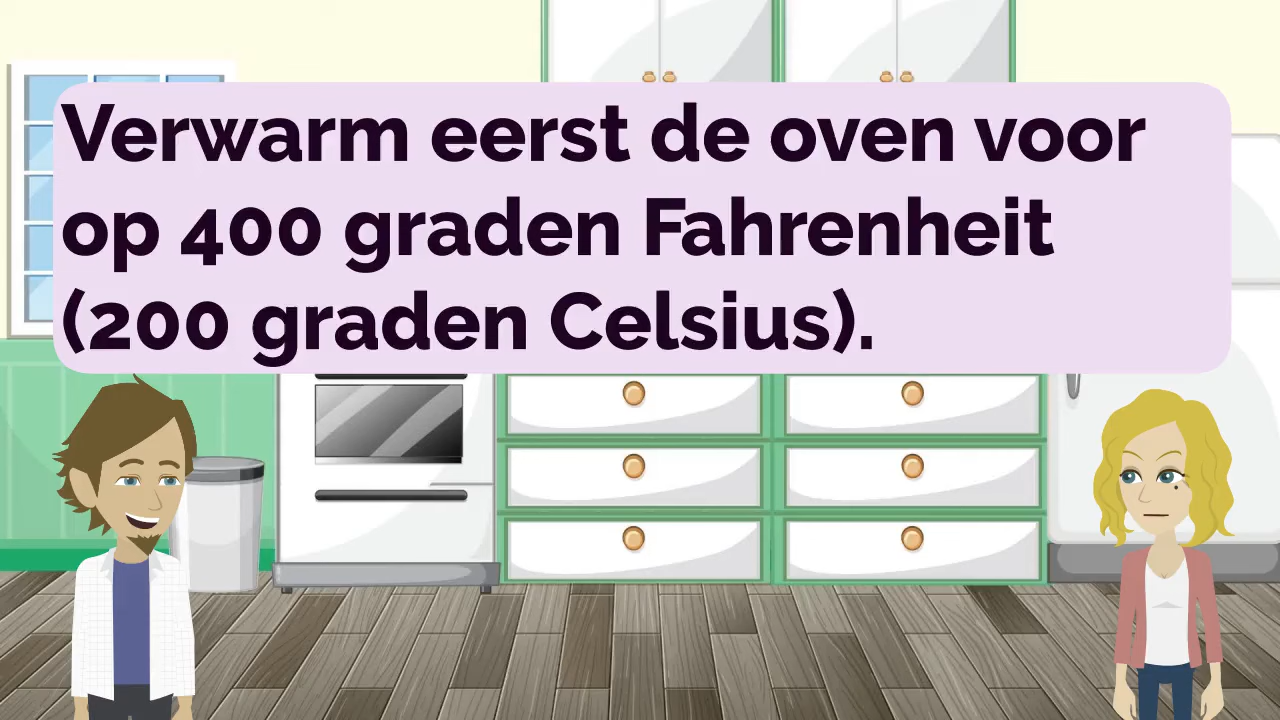 Verwarm eerst de oven voor
op 400 graden Fahrenheit
(200 graden Celsius).